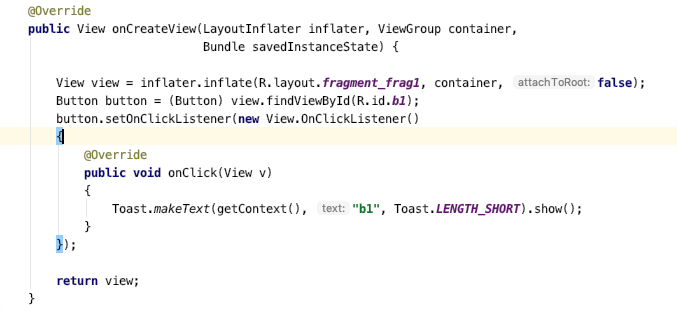 @Override
public View onCreateView(LayoutInflater inflater, ViewGroup container,
                         Bundle savedInstanceState) {

    View view = inflater.inflate(R.layout.fragment_frag1, container, attachToRoot: false);
    Button button = (Button) view.findViewById(R.id.b1);
    button.setOnClickListener(new View.OnClickListener()
    {
        @Override
        public void onClick(View v)
        {
            Toast.makeText(getContext(), text: "b1", Toast.LENGTH_SHORT).show();
        }
    });

    return view;
}